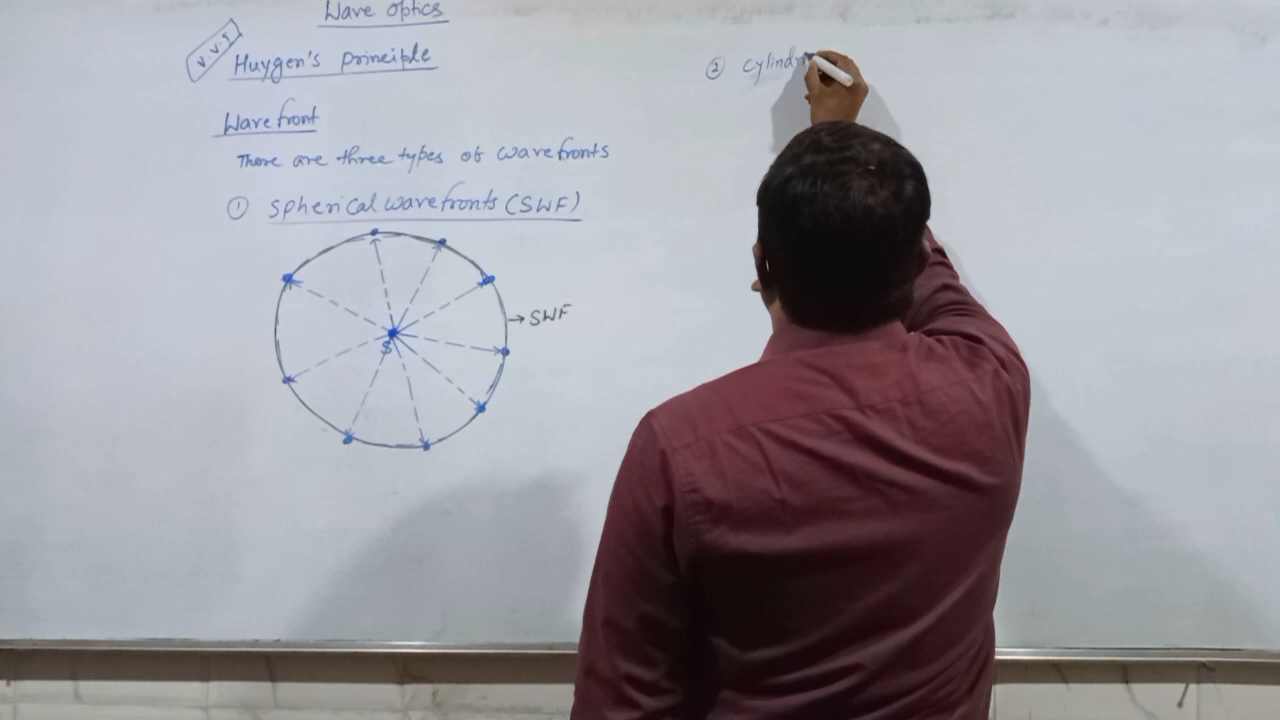 Wave optics
V.V.I
Huygen's principle
Wavefront
There are three types of wavefronts
① spherical wavefronts (SWF)
S
→ SWF
② Cylindr